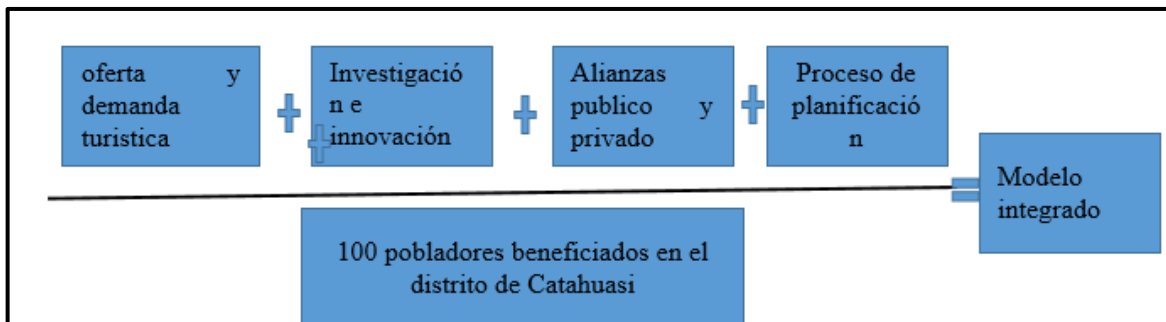 oferta y
demanda
turistica
Investigació
n e
innovación
Alianzas
publico y
privado
Proceso de
planificació
n
Modelo
integrado
100 pobladores beneficiados en el
distrito de Catahuasi